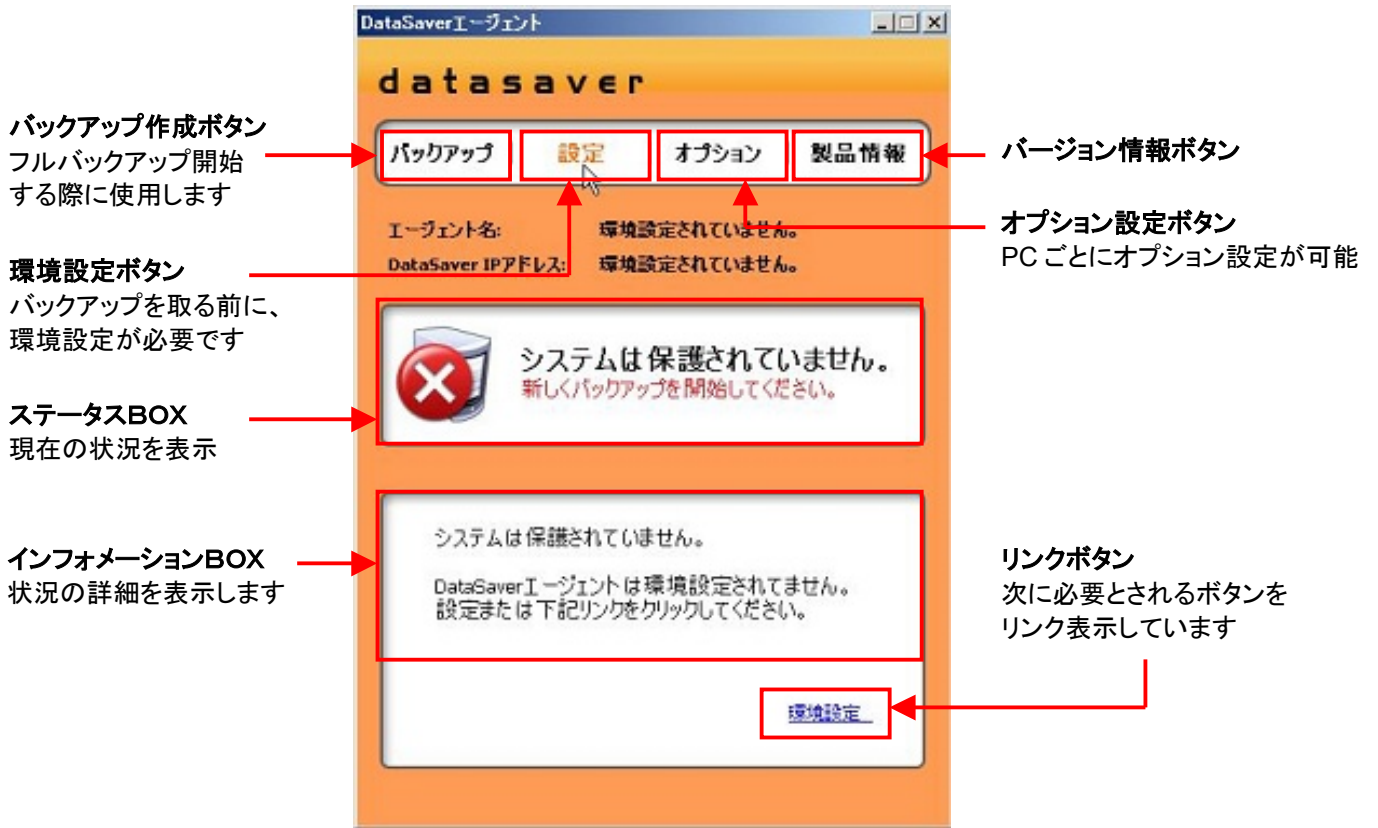 DataSaverエージェント
datasaver
バックアップ 設定 オプション 製品情報
エージェント名: 環境設定されていません。
DataSaver IPアドレス: 環境設定されていません。
システムは保護されていません。
新しくバックアップを開始してください。
システムは保護されていません。
DataSaverエージェントは環境設定されてません。
設定または下記リンクをクリックしてください。
環境設定
バックアップ作成ボタン
フルバックアップ開始
する際に使用します
環境設定ボタン
バックアップを取る前に、
環境設定が必要です
ステータスBOX
現在の状況を表示
インフォメーションBOX
状況の詳細を表示します
バージョン情報ボタン
オプション設定ボタン
PCごとにオプション設定が可能
リンクボタン
次に必要とされるボタンを
リンク表示しています